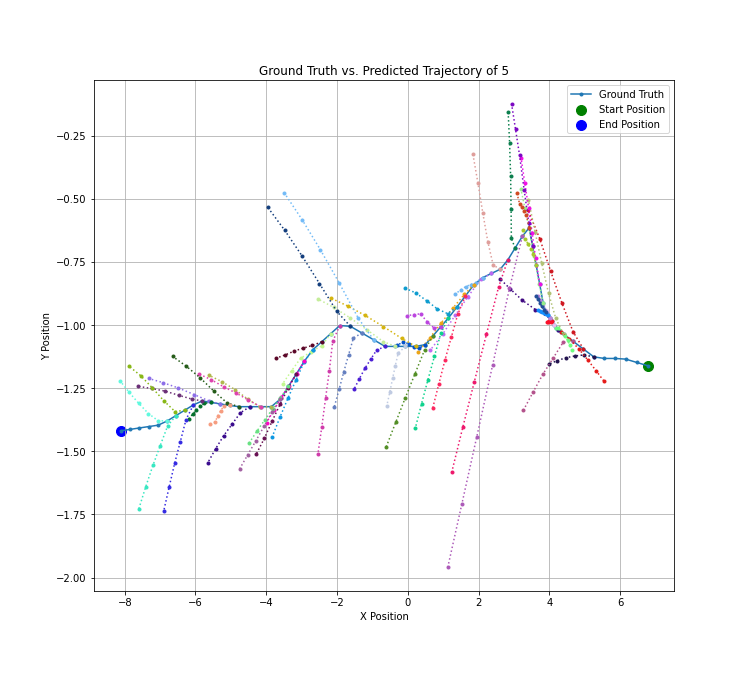 Ground Truth vs. Predicted Trajectory of 5
Ground Truth
Start Position
End Position
−0.25
−0.50
−0.75
−1.00
−1.25
−1.50
−1.75
−2.00
Y Position
−8 −6 −4 −2 0 2 4 6
X Position